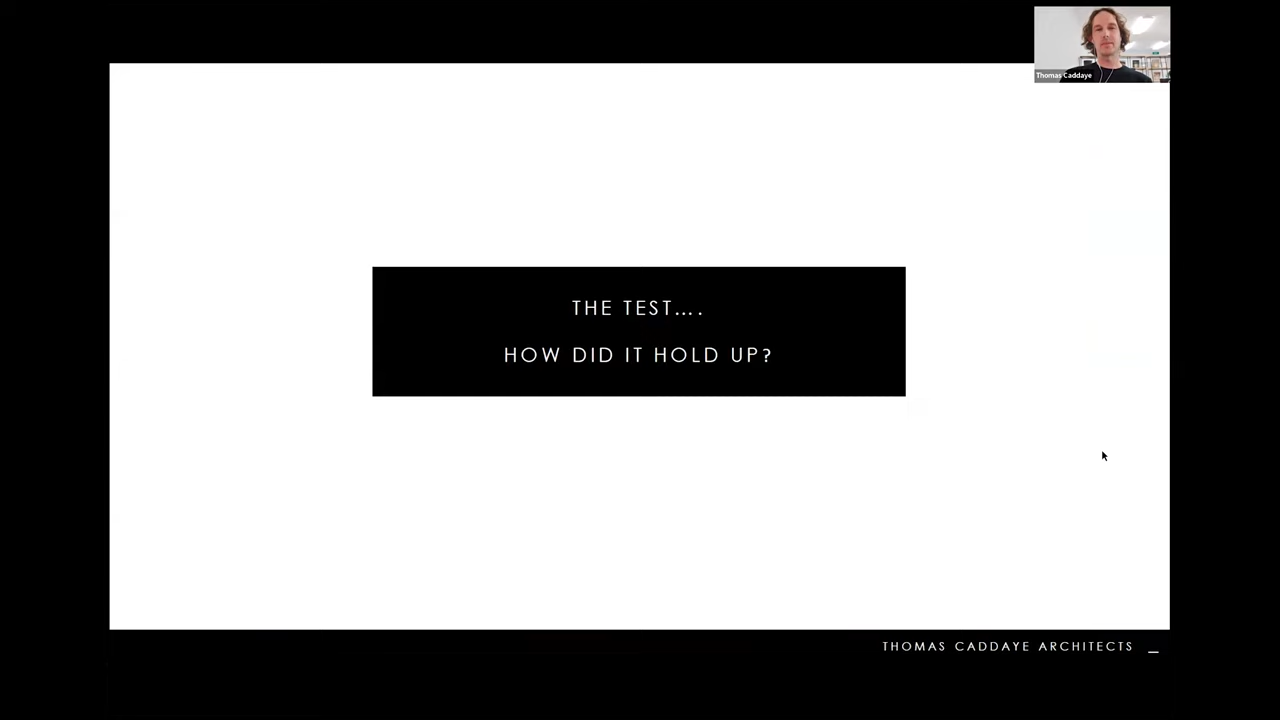 Thomas Caddaye
THE TEST....
HOW DID IT HOLD UP?
THOMAS CADDAYE ARCHITECTS _